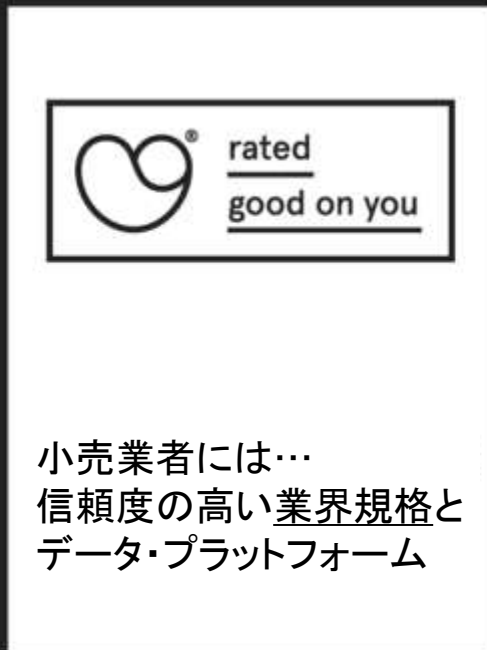 ®
rated
good on you
小売業者には…
信頼度の高い業界規格と
データ・プラットフォーム